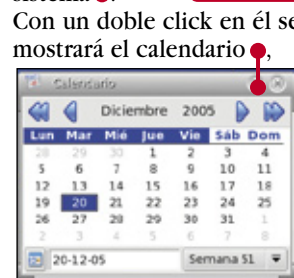 sistema
Con un doble click en él se
mostrará el calendario ,
Calendario
Diciembre 2005
Lun Mar Mié Jue Vie Sáb Dom
28 29 30 1 2 3 4
5 6 7 8 9 10 11
12 13 14 15 16 17 18
19 20 21 22 23 24 25
26 27 28 29 30 31 1
2 3 4 5 6 7 8
20-12-05 Semana 51